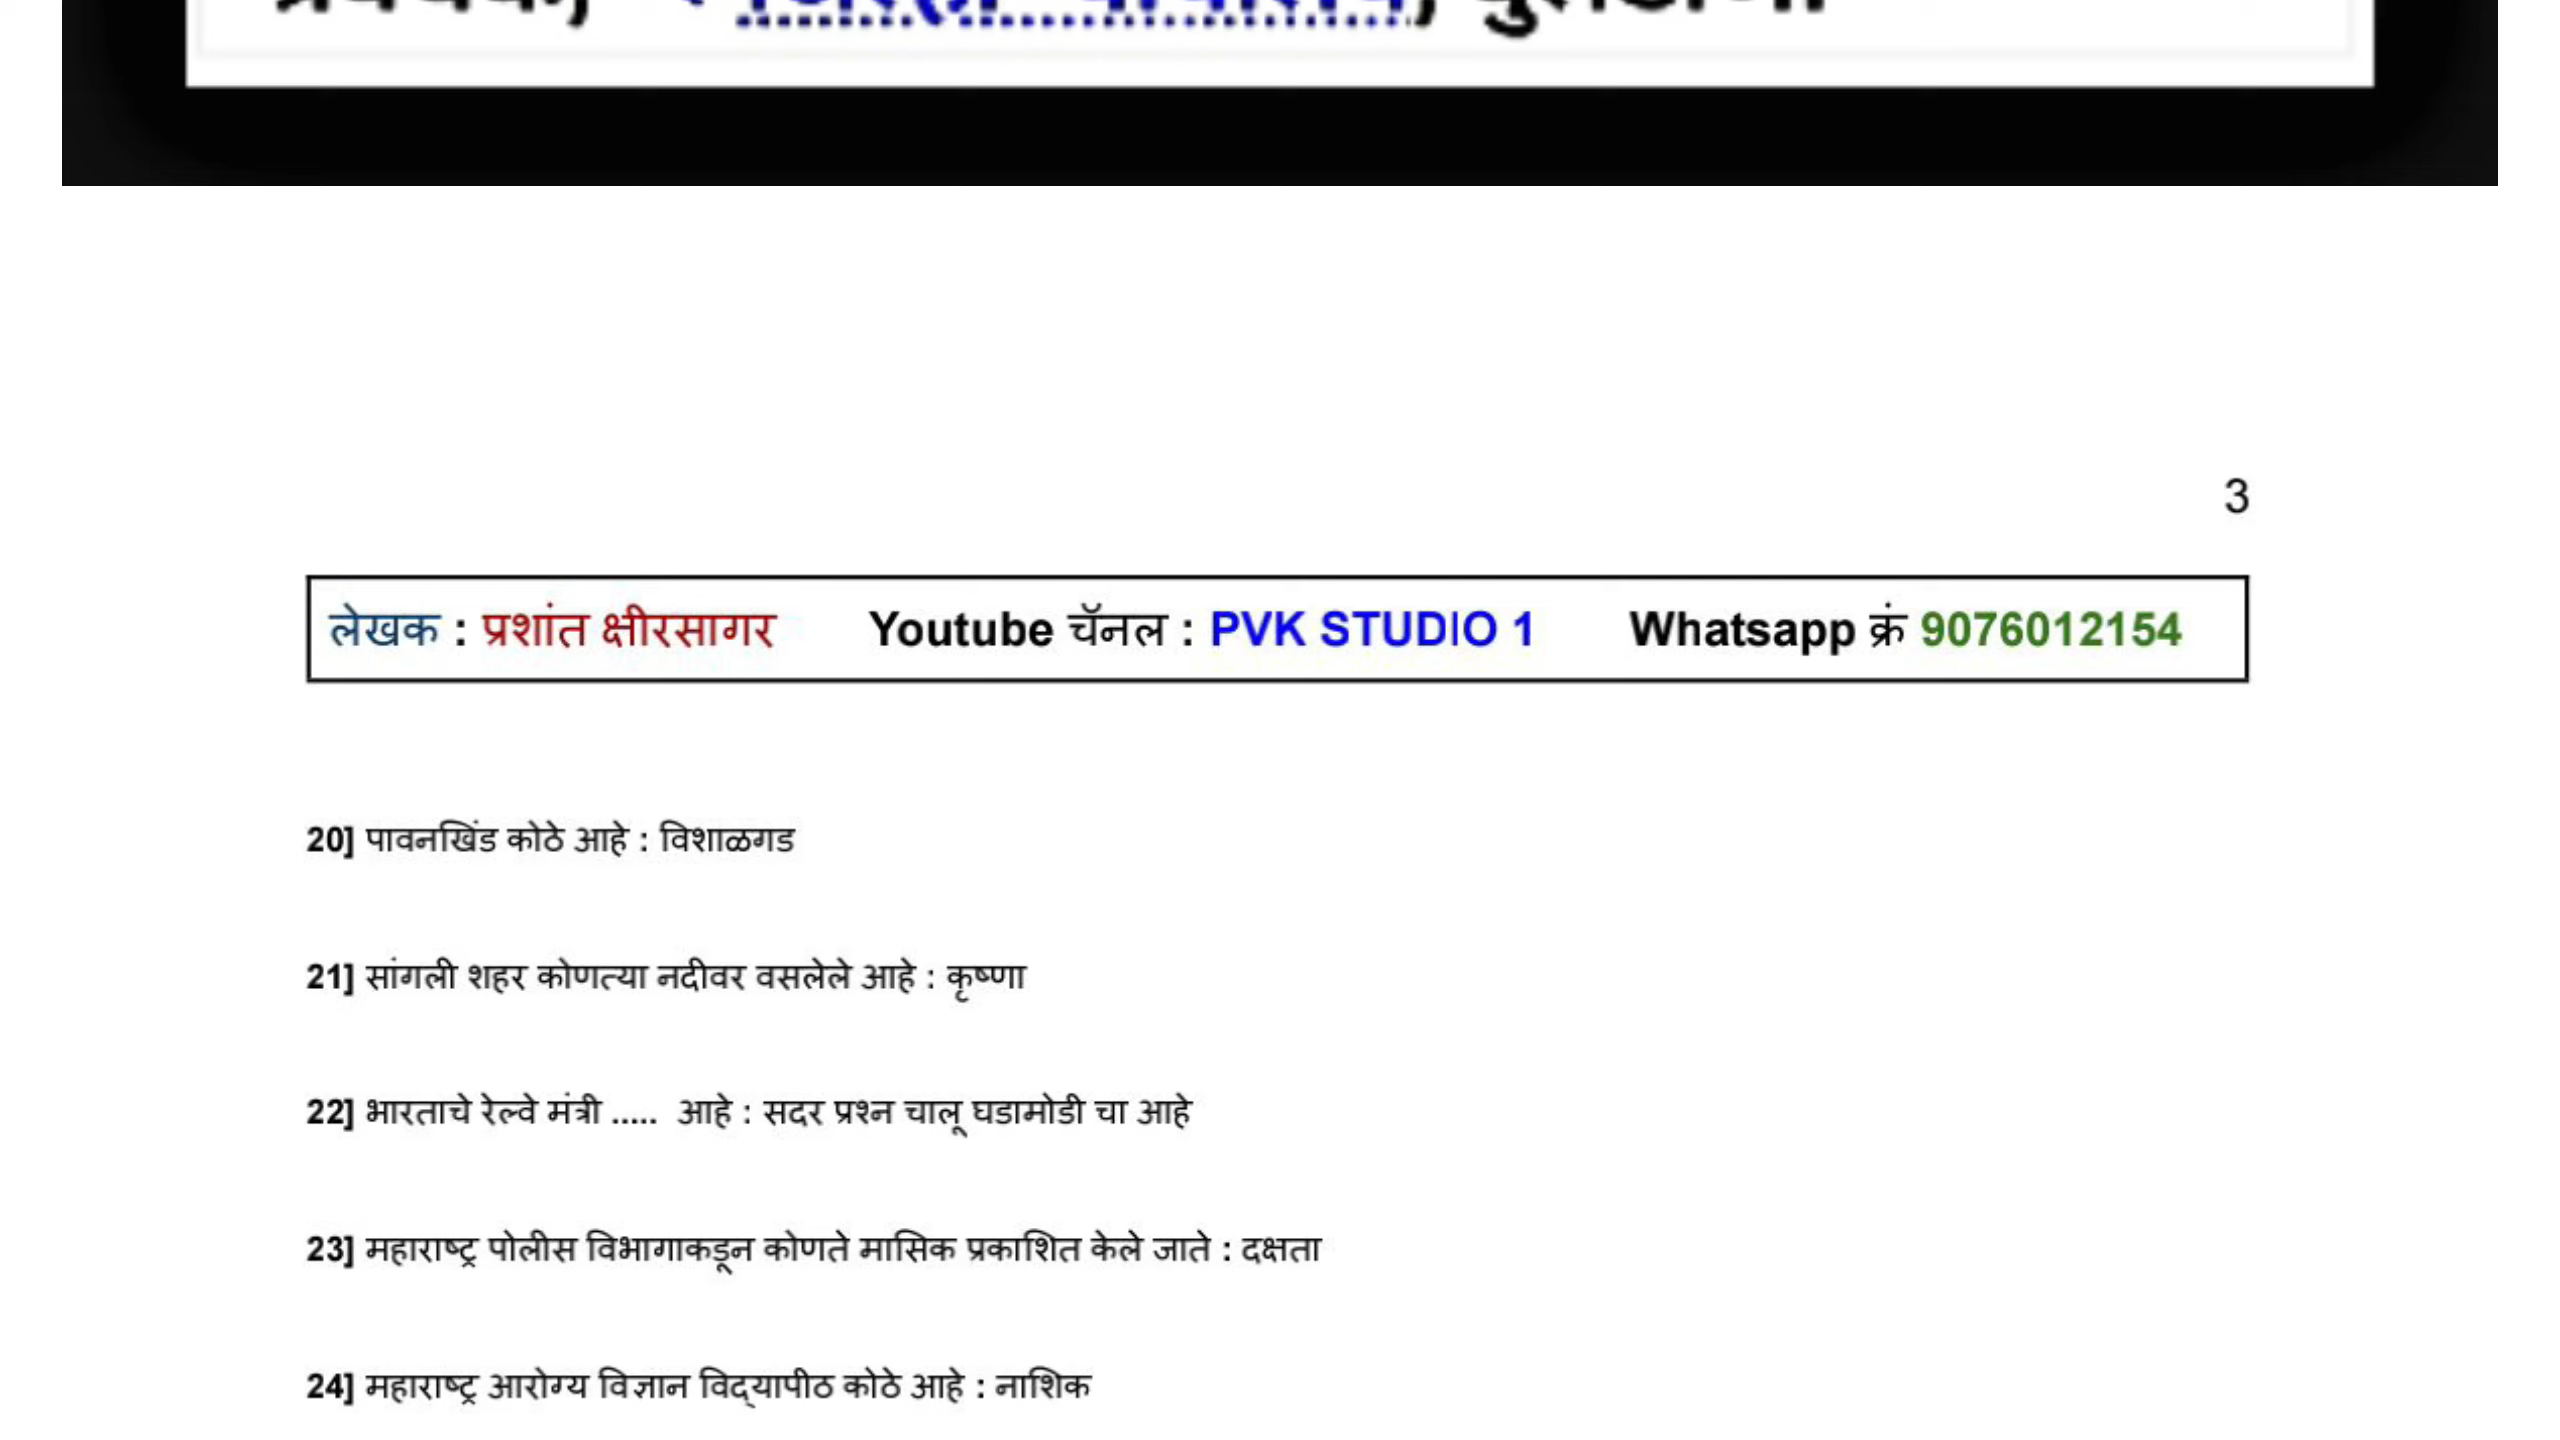 3
लेखक : प्रशांत क्षीरसागर Youtube चॅनल : PVK STUDIO 1 Whatsapp क्रं 9076012154
20] पावनखिंड कोठे आहे : विशाळगड
21] सांगली शहर कोणत्या नदीवर वसलेले आहे : कृष्णा
22] भारताचे रेल्वे मंत्री ..... आहे : सदर प्रश्न चालू घडामोडी चा आहे
23] महाराष्ट्र पोलीस विभागाकडून कोणते मासिक प्रकाशित केले जाते : दक्षता
24] महाराष्ट्र आरोग्य विज्ञान विद्‌यापीठ कोठे आहे : नाशिक